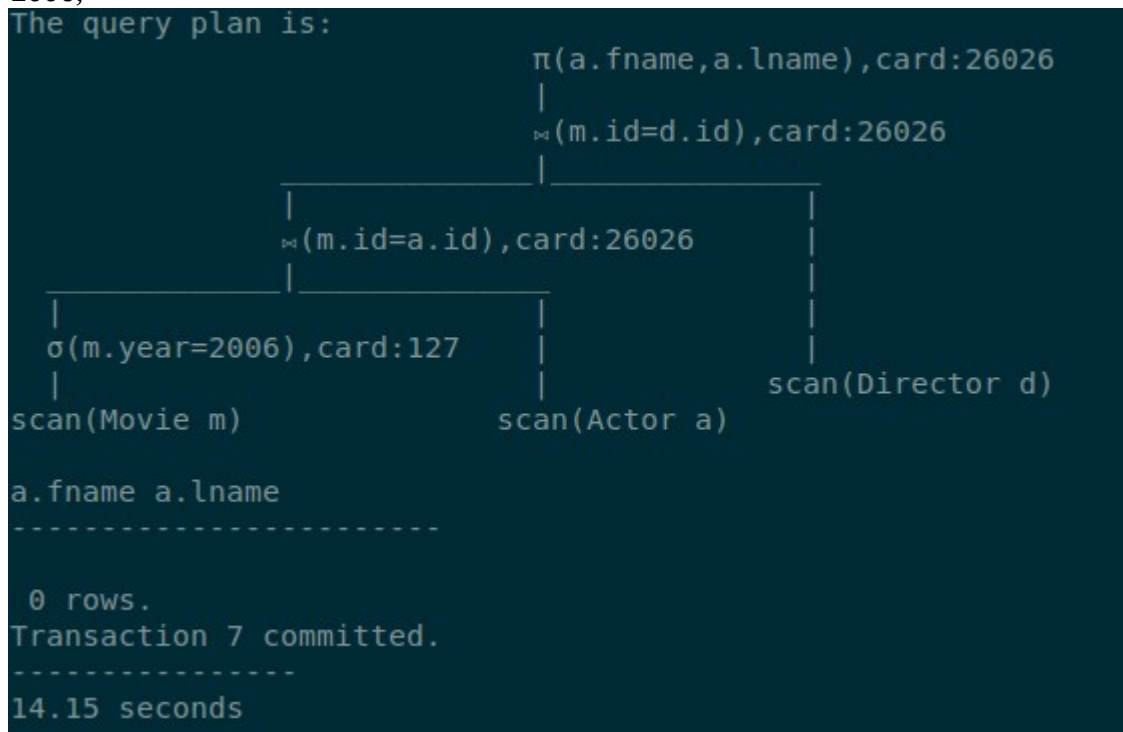 The query plan is:
π(a.fname,a.lname),card:26026
|
⋈(m.id=d.id),card:26026
|
| |
⋈(m.id=a.id),card:26026 |
| |
| | |
σ(m.year=2006),card:127 | |
| | scan(Director d)
scan(Movie m) scan(Actor a)
a.fname a.lname
------------------------
0 rows.
Transaction 7 committed.
----------------
14.15 seconds